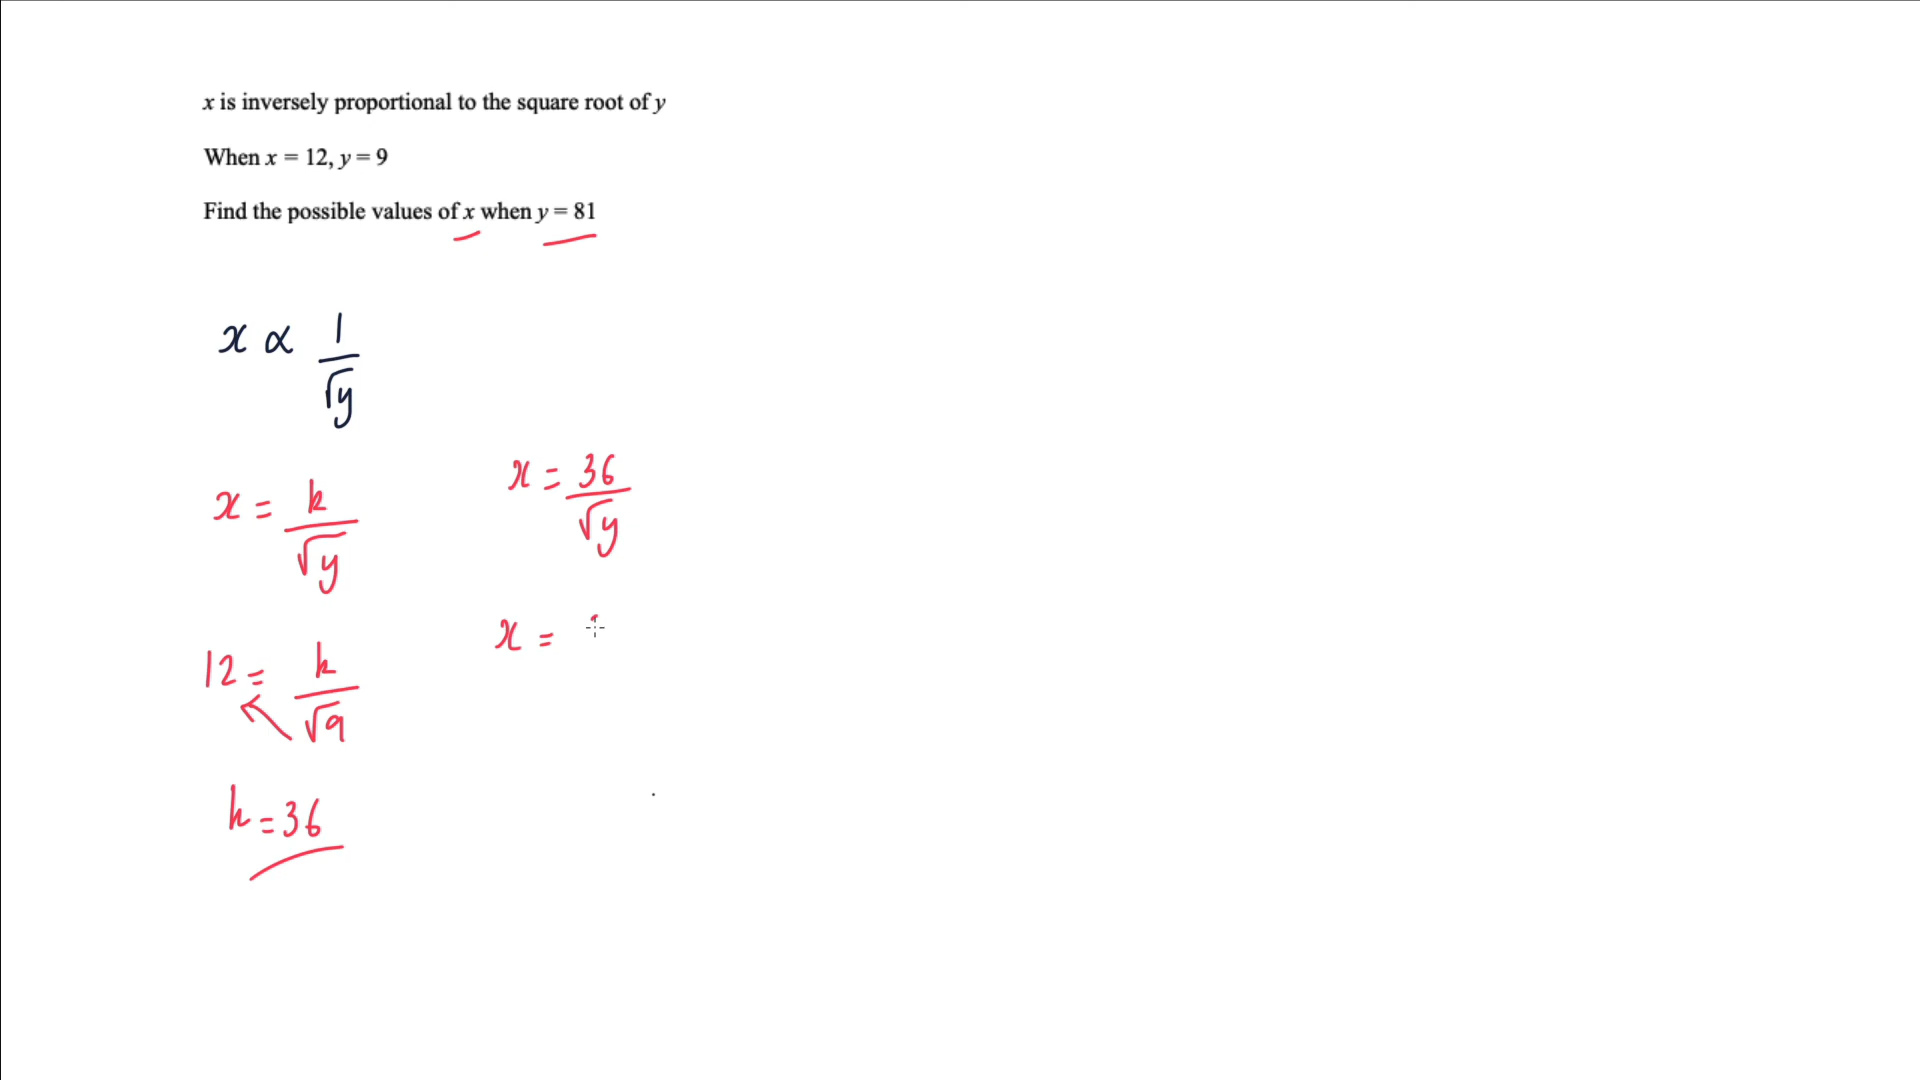 x is inversely proportional to the square root of y
When x = 12, y = 9
Find the possible values of x when y = 81
x ∝ 1/√y
x = k/√y
12 = k/√9
k = 36
x = 36/√y
x =